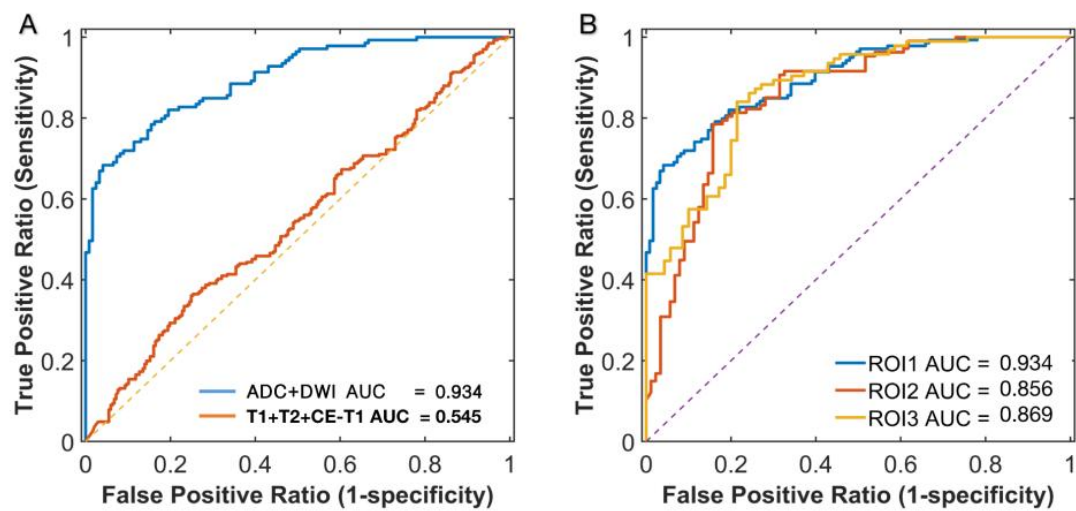 A
True Positive Ratio (Sensitivity)
1
0.8
0.6
0.4
0.2
0
ADC+DWI AUC = 0.934
T1+T2+CE-T1 AUC = 0.545
0 0.2 0.4 0.6 0.8 1
False Positive Ratio (1-specificity)
B
True Positive Ratio (Sensitivity)
1
0.8
0.6
0.4
0.2
0
ROI1 AUC = 0.934
ROI2 AUC = 0.856
ROI3 AUC = 0.869
0 0.2 0.4 0.6 0.8 1
False Positive Ratio (1-specificity)